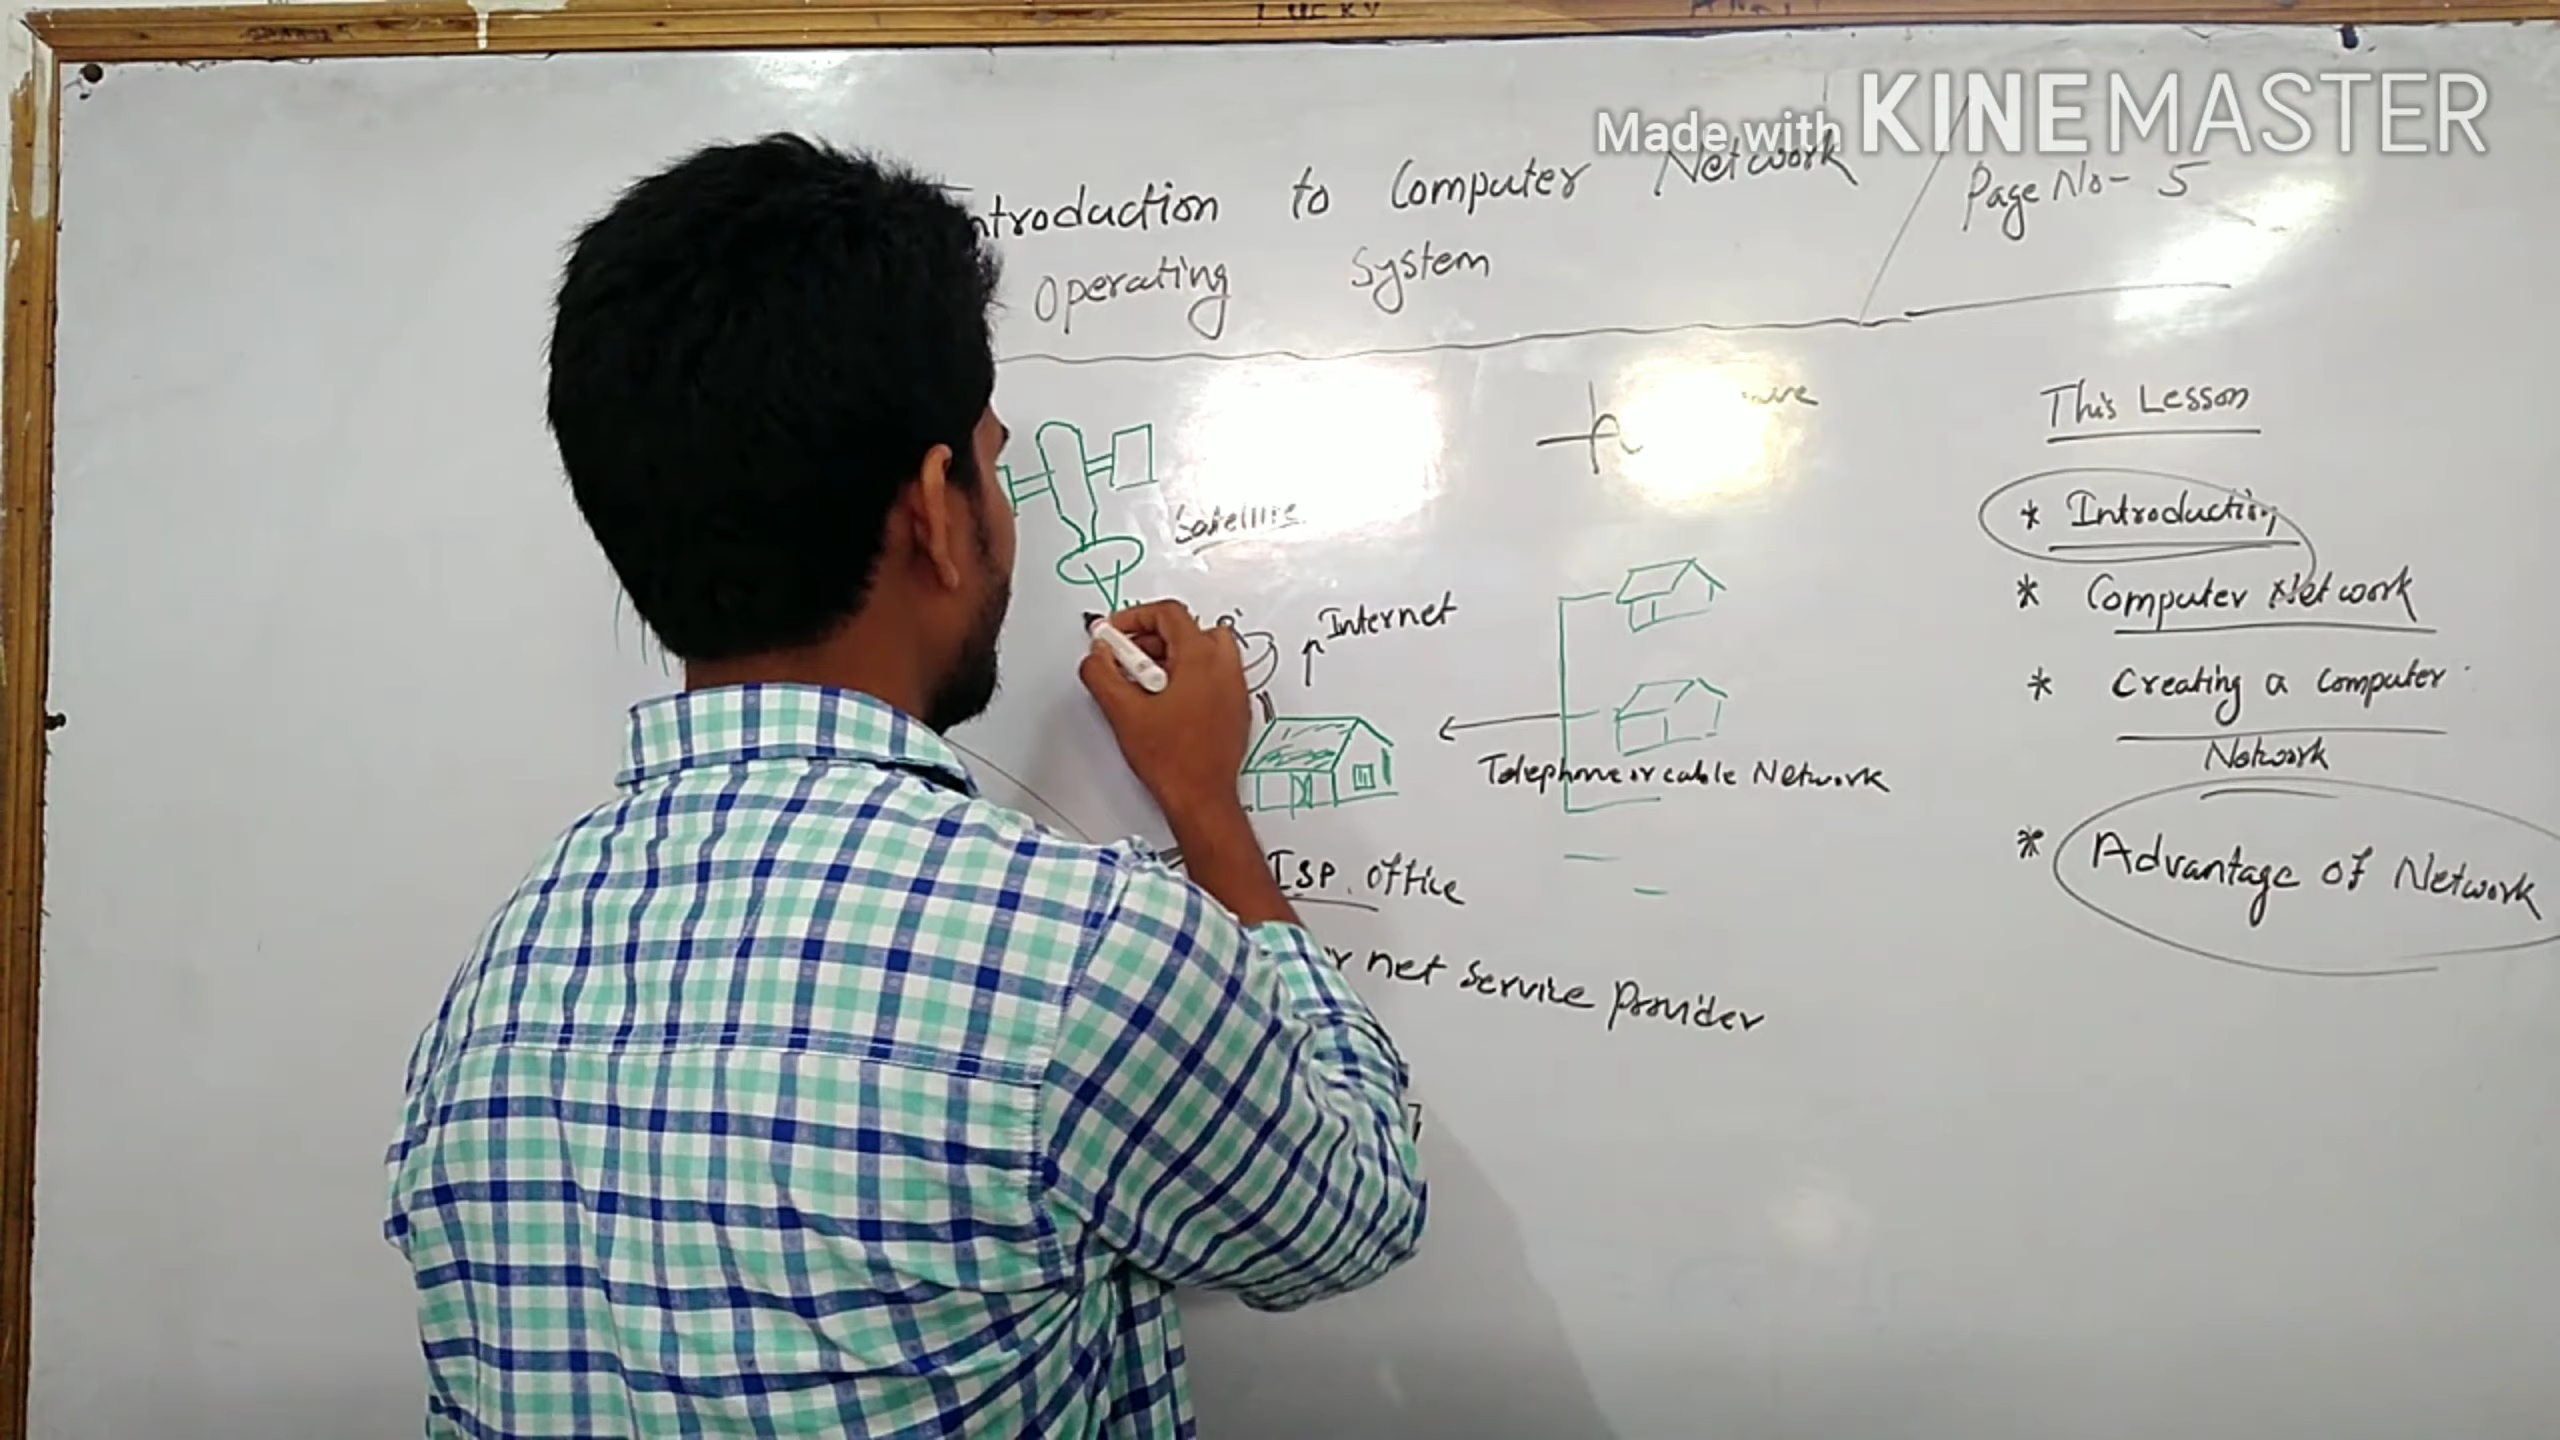 LUCKY
Made with KINEMASTER
ntroduction to Computer Network
Operating System
Page No- 5
Satellite
Internet
Telephone or cable Network
ISP. Office
r net Service Provider
This Lesson
* Introduction
* Computer Network
* Creating a Computer
Network
* Advantage of Network